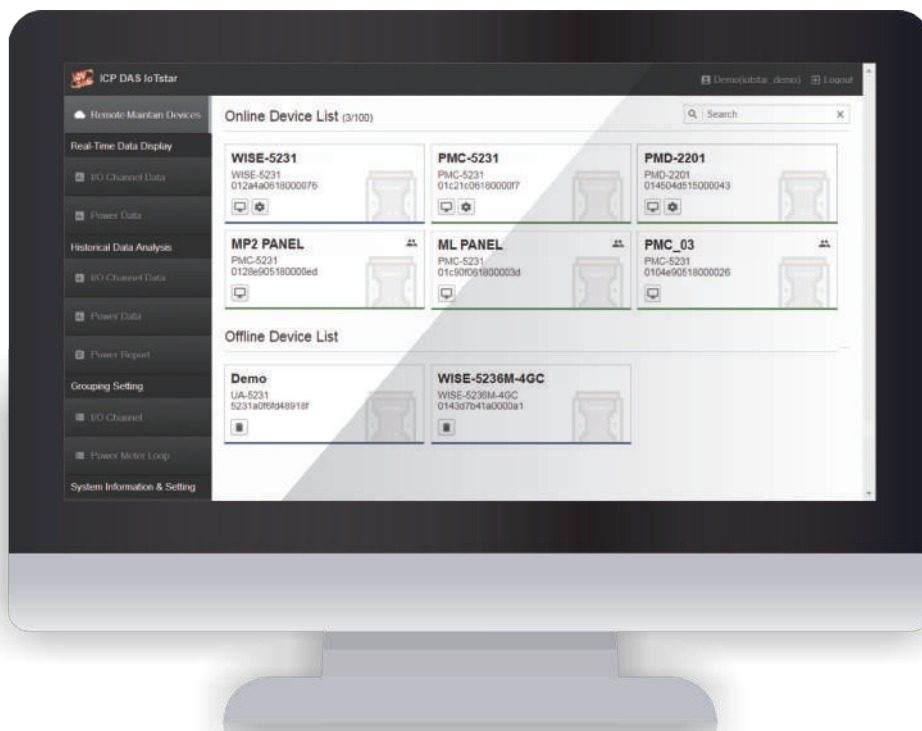 ICP DAS IoTstar
Demo(iotstar_demo) Logout
Remote Maintain Devices
Real-Time Data Display
I/O Channel Data
Power Data
Historical Data Analysis
I/O Channel Data
Power Data
Power Report
Grouping Setting
I/O Channel
Power Meter Loop
System Information & Setting
Online Device List (3/100)
Search
WISE-5231
WISE-5231
012a4a0618000076
PMC-5231
PMC-5231
01c21c06180000f7
PMD-2201
PMD-2201
014504d515000043
MP2 PANEL
PMC-5231
0128e905180000ed
ML PANEL
PMC-5231
01c90f061800003d
PMC_03
PMC-5231
0104e90518000026
Offline Device List
Demo
UA-5231
5231a0f6fd48918f
WISE-5236M-4GC
WISE-5236M-4GC
0143d7b41a0000a1